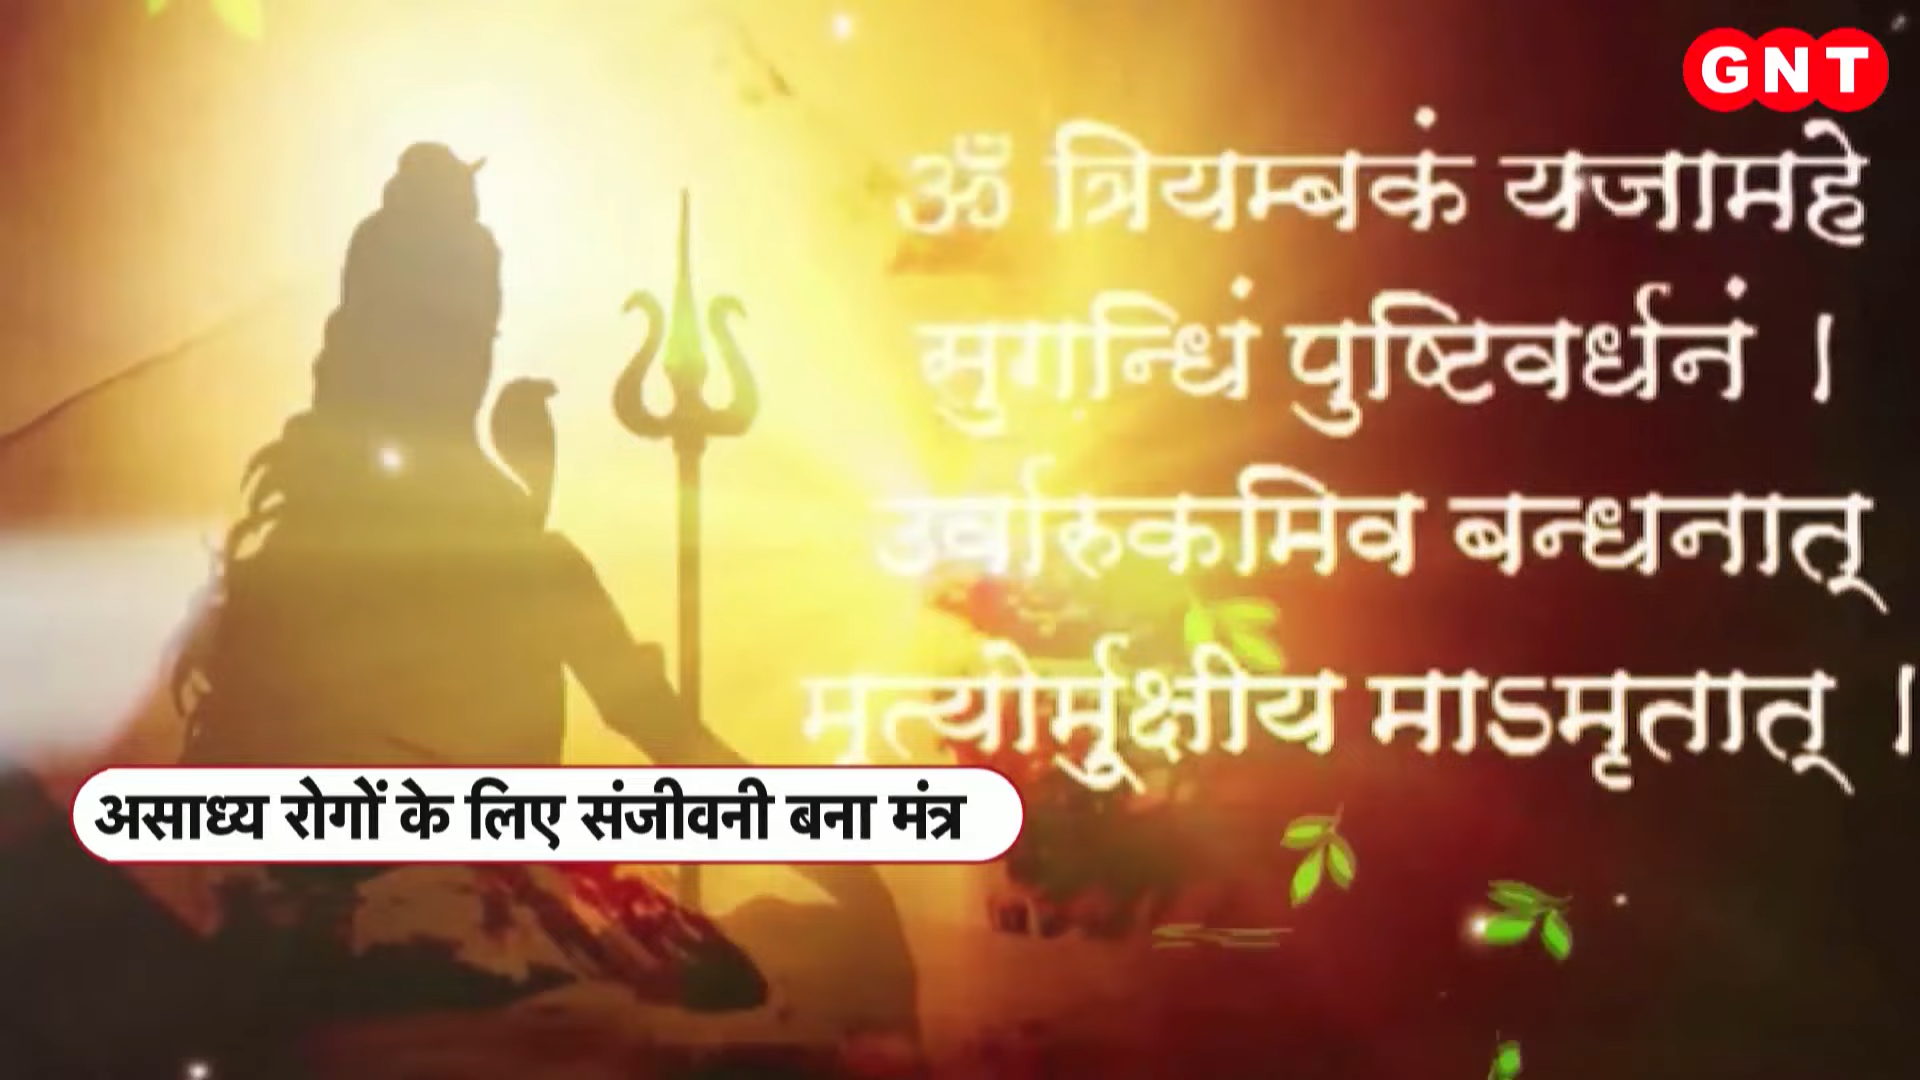 GNT
ॐ त्रियम्बकं यजामहे
सुगन्धिं पुष्टिवर्धनं ।
उर्वारुकमिव बन्धनात्
मृत्योर्मुक्षीय माऽमृतात् ।
असाध्य रोगों के लिए संजीवनी बना मंत्र